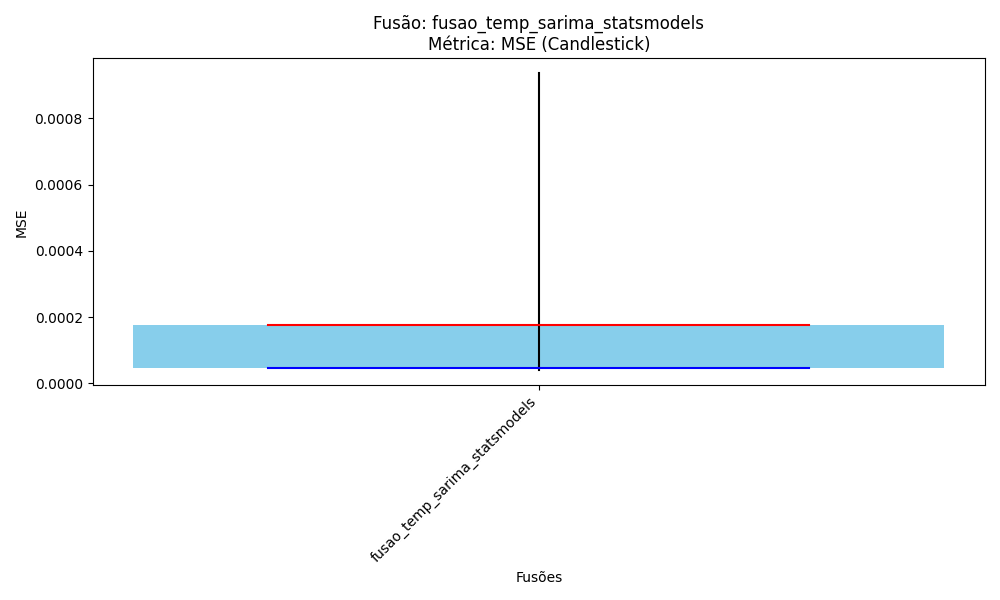 Fusão: fusao_temp_sarima_statsmodels
Métrica: MSE (Candlestick)
MSE
0.0008
0.0006
0.0004
0.0002
0.0000
fusao_temp_sarima_statsmodels
Fusões